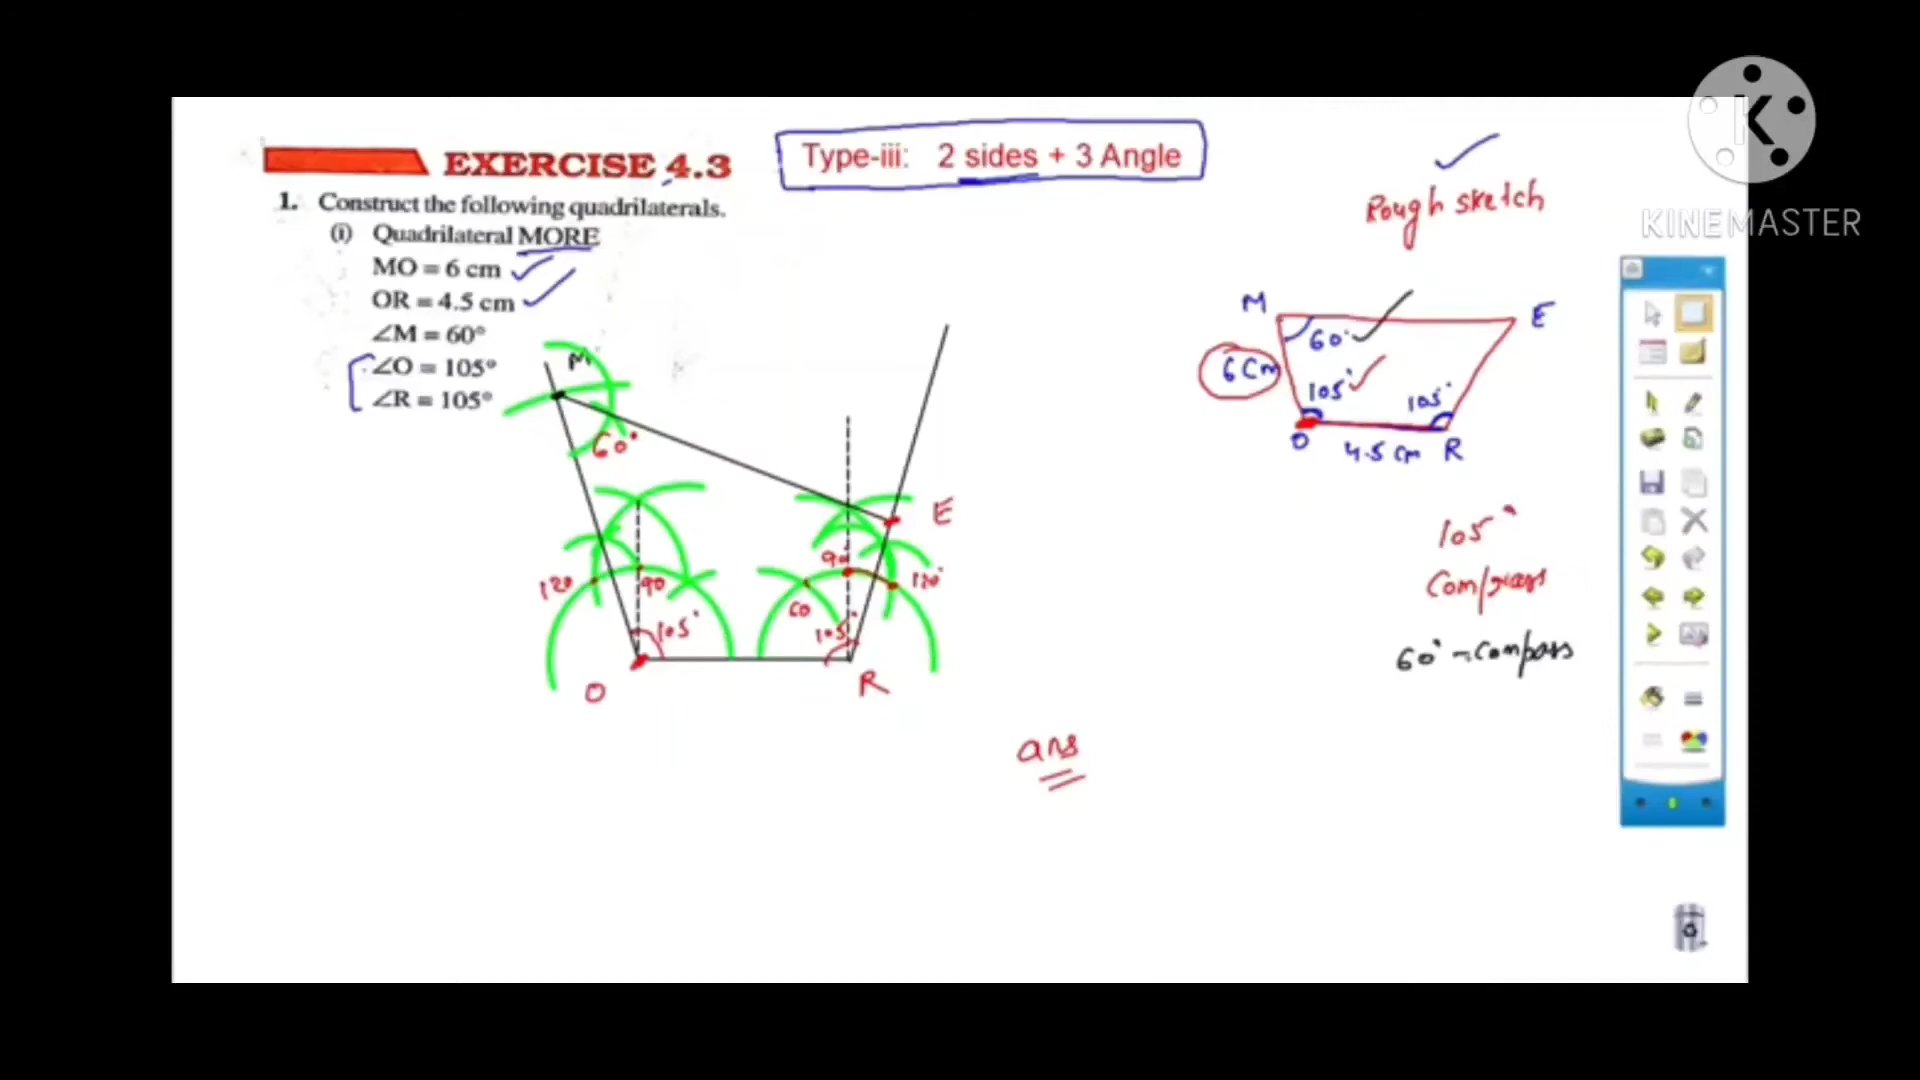 EXERCISE 4.3
Type-iii: 2 sides + 3 Angle
1. Construct the following quadrilaterals.
(i) Quadrilateral MORE
MO = 6 cm
OR = 4.5 cm
∠M = 60°
∠O = 105°
∠R = 105°
M
60°
E
120
90
105°
60
90°
120°
105°
O
R
ans
Rough sketch
M
E
60°
6 Cm
105°
105°
O
4.5 cm
R
105°
Compass
60° - Compass
K
KINEMASTER